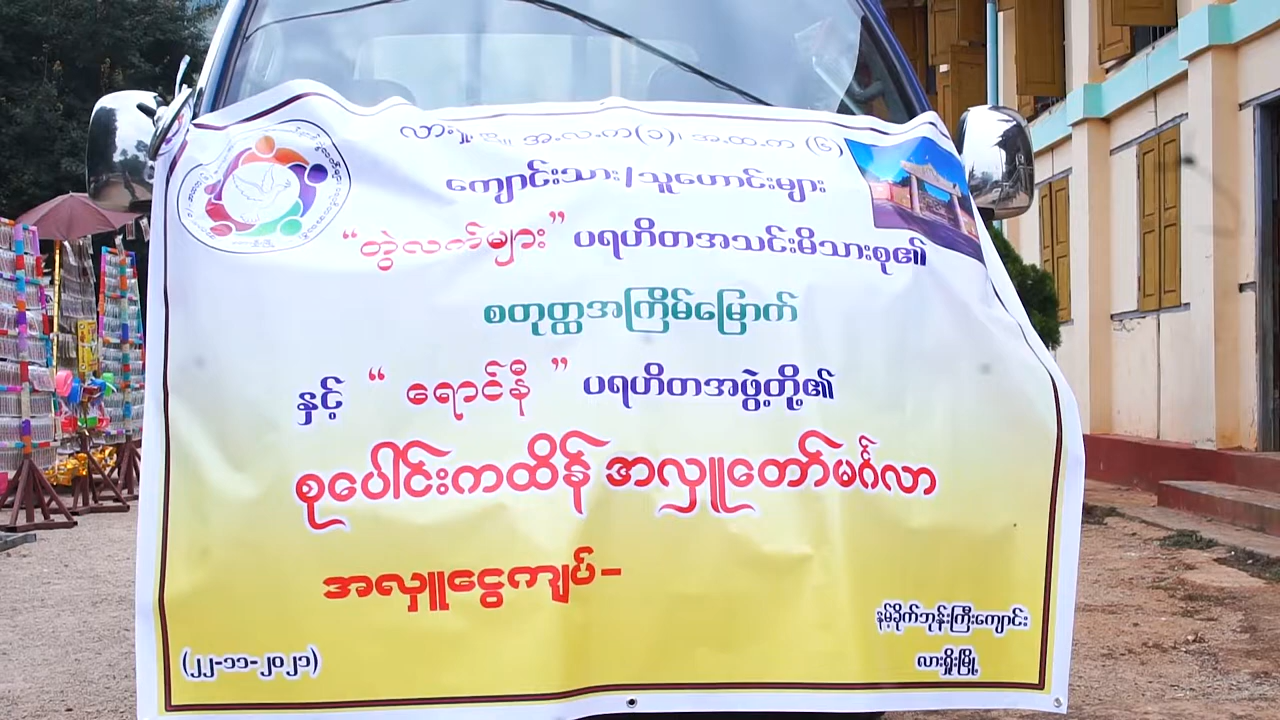 အ.လ.က(၁)၊ အ.ထ.က (၆)
ကျောင်းသား/သူဟောင်းများ
“တွဲလက်များ” ပရဟိတအသင်းမိသားစု၏
စတုတ္ထအကြိမ်မြောက်
နှင့် “ ရောင်နီ ” ပရဟိတအဖွဲ့တို့၏
စုပေါင်းကထိန် အလှူတော်မင်္ဂလာ
အလှူငွေကျပ်-
နမ့်ခိုက်ဘုန်းကြီးကျောင်း
လားရှိုးမြို့
(၂၂-၁၁-၂၀၂၁)